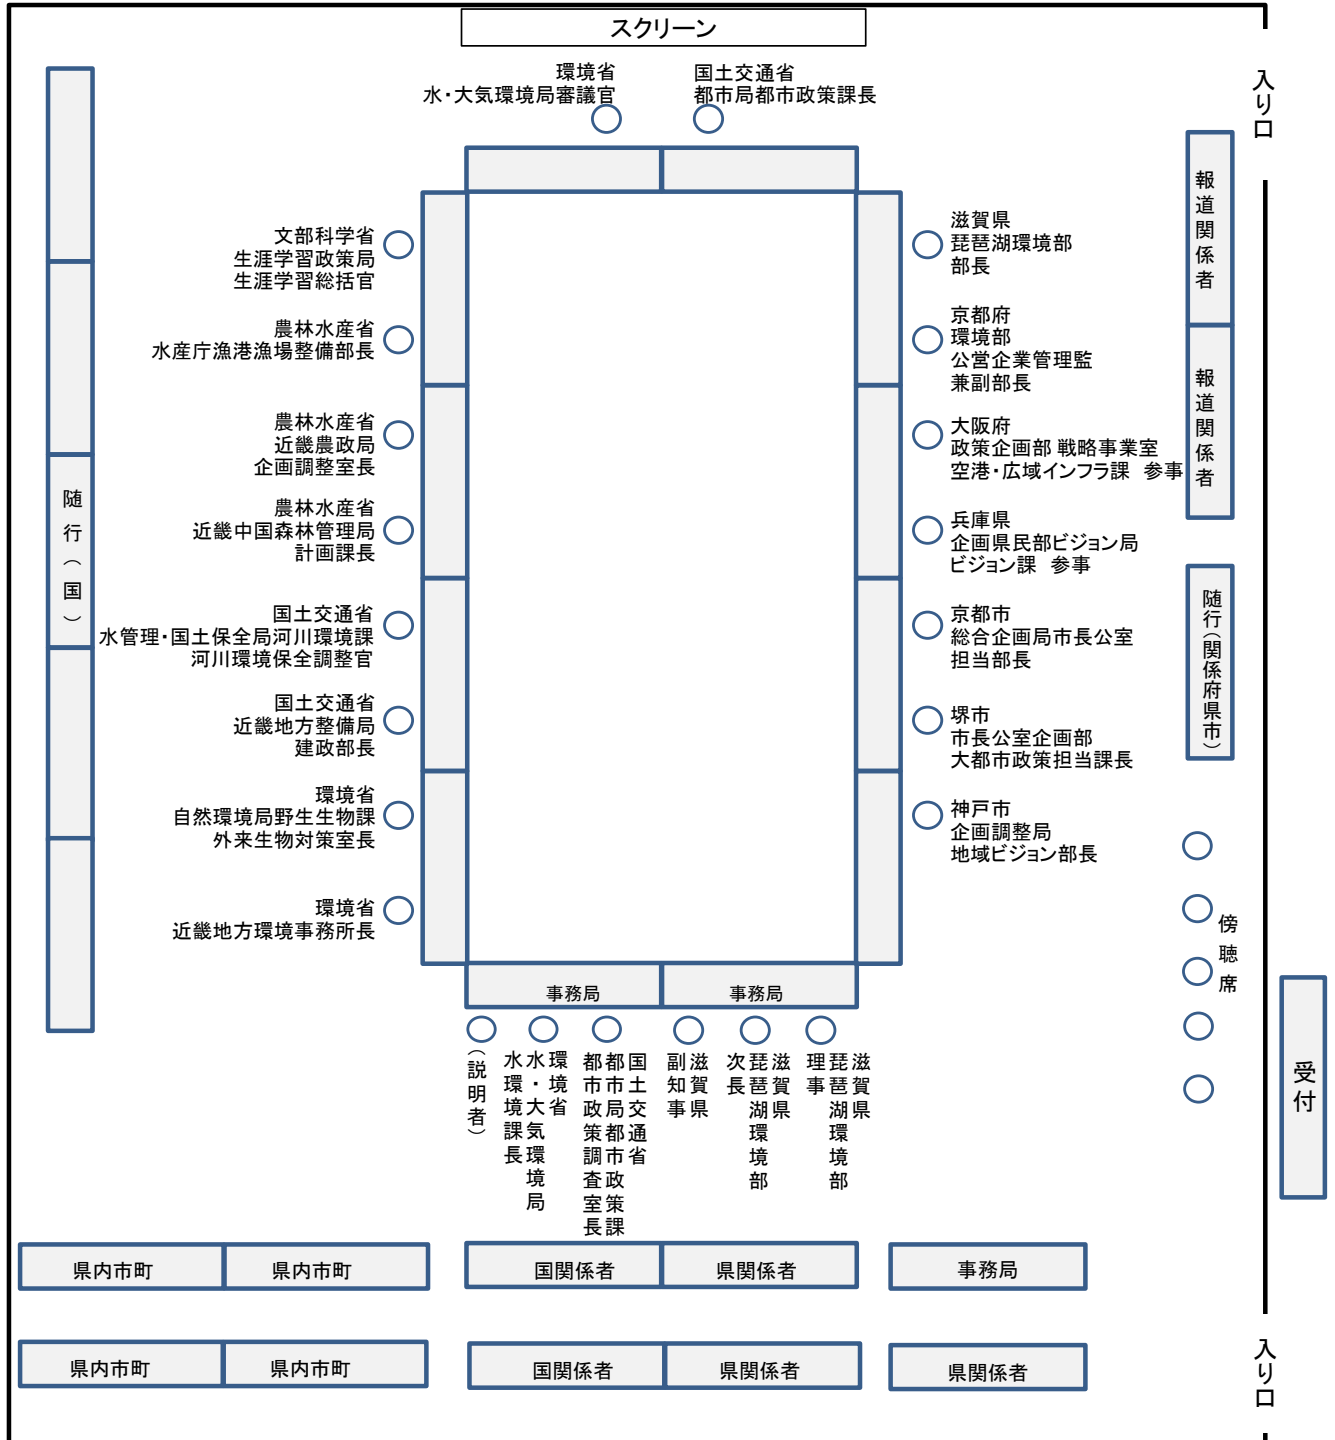 スクリーン
環境省
水・大気環境局審議官
国土交通省
都市局都市政策課長
入り口
文部科学省
生涯学習政策局
生涯学習総括官
農林水産省
水産庁漁港漁場整備部長
農林水産省
近畿農政局
企画調整室長
農林水産省
近畿中国森林管理局
計画課長
国土交通省
水管理・国土保全局河川環境課
河川環境保全調整官
国土交通省
近畿地方整備局
建政部長
環境省
自然環境局野生生物課
外来生物対策室長
環境省
近畿地方環境事務所長
随行（国）
滋賀県
琵琶湖環境部
部長
京都府
環境部
公営企業管理監
兼副部長
大阪府
政策企画部 戦略事業室
空港・広域インフラ課 参事
兵庫県
企画県民部ビジョン局
ビジョン課 参事
京都市
総合企画局市長公室
担当部長
堺市
市長公室企画部
大都市政策担当課長
神戸市
企画調整局
地域ビジョン部長
報道関係者
報道関係者
随行（関係府県市）
傍聴席
受付
事務局
事務局
（説明者）
環境省
水・大気環境局
水環境課長
国土交通省
都市局都市政策課
都市政策調査室長
滋賀県
副知事
滋賀県
琵琶湖環境部
次長
滋賀県
琵琶湖環境部
理事
県内市町
県内市町
国関係者
県関係者
事務局
県内市町
県内市町
国関係者
県関係者
県関係者
入り口